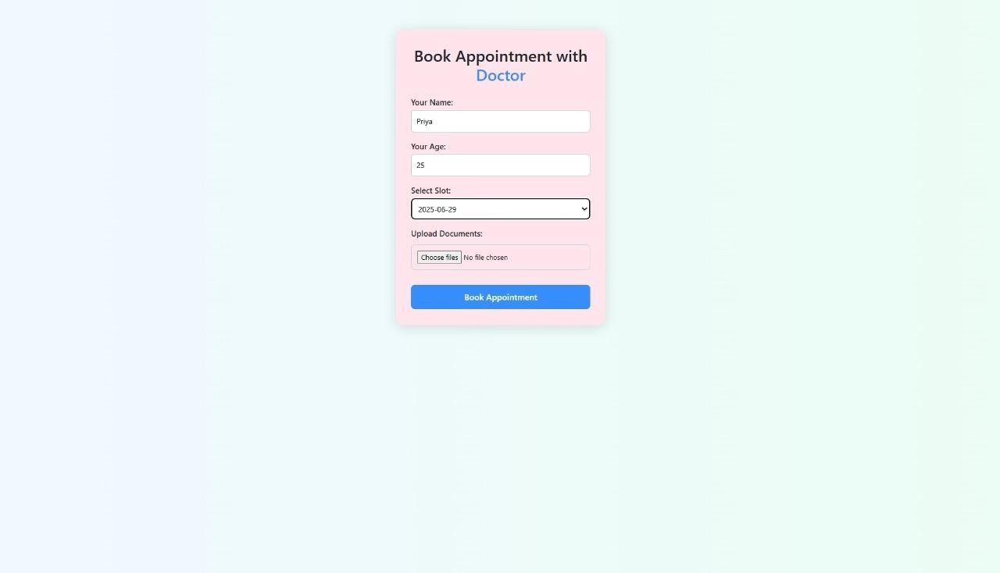 Book Appointment with
Doctor
Your Name:
Priya
Your Age:
25
Select Slot:
2025-06-29
Upload Documents:
Choose files No file chosen
Book Appointment